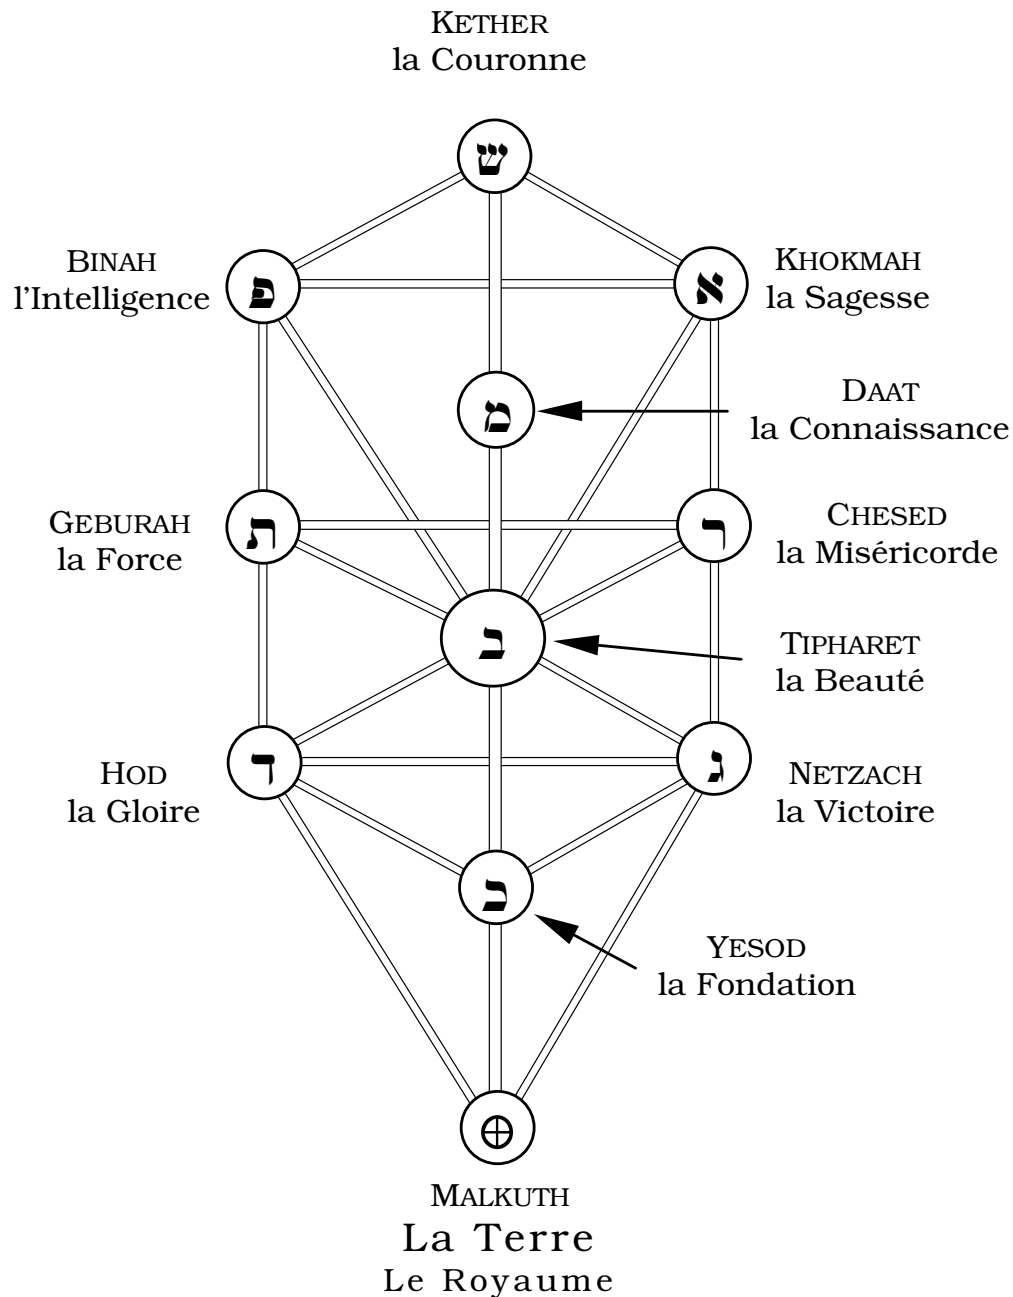 KETHER
la Couronne
ש
BINAH
l'Intelligence
פ
א
KHOKMAH
la Sagesse
מ
DAAT
la Connaissance
GEBURAH
la Force
ת
ר
CHESED
la Miséricorde
כ
TIPHARET
la Beauté
HOD
la Gloire
ד
נ
NETZACH
la Victoire
כ
YESOD
la Fondation
MALKUTH
La Terre
Le Royaume